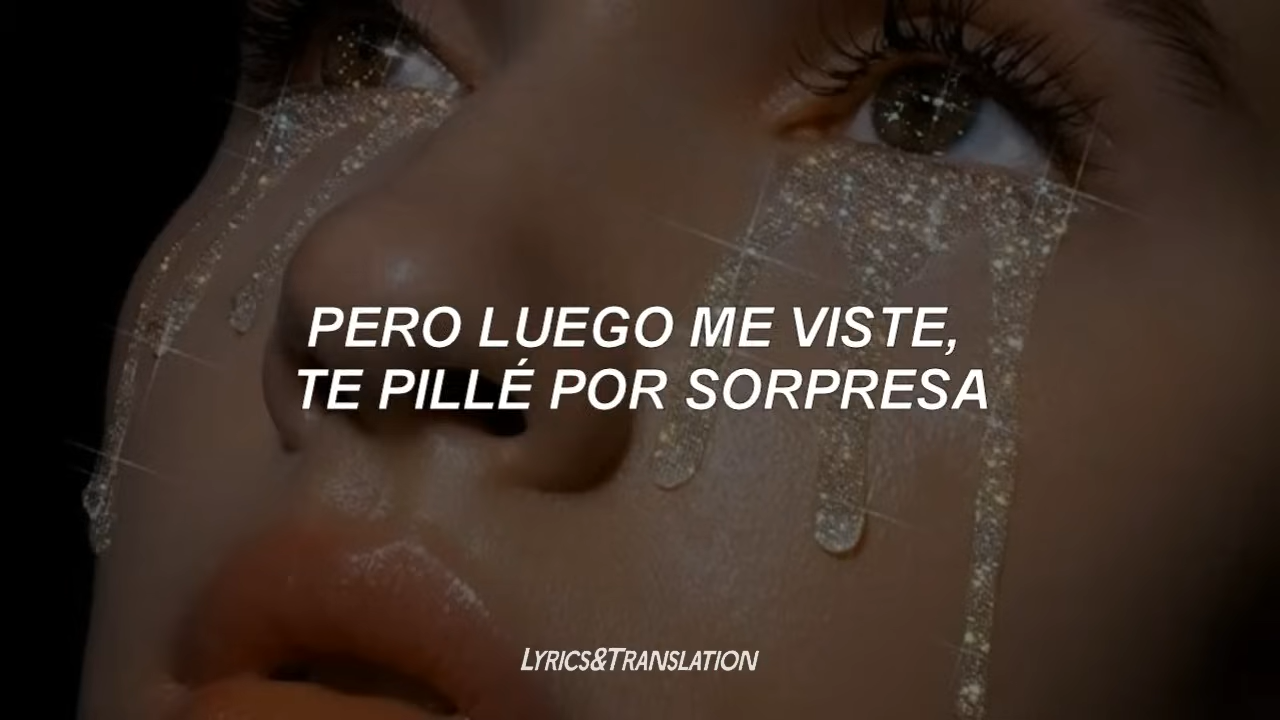 PERO LUEGO ME VISTE,
TE PILLÉ POR SORPRESA
LYRICS&TRANSLATION